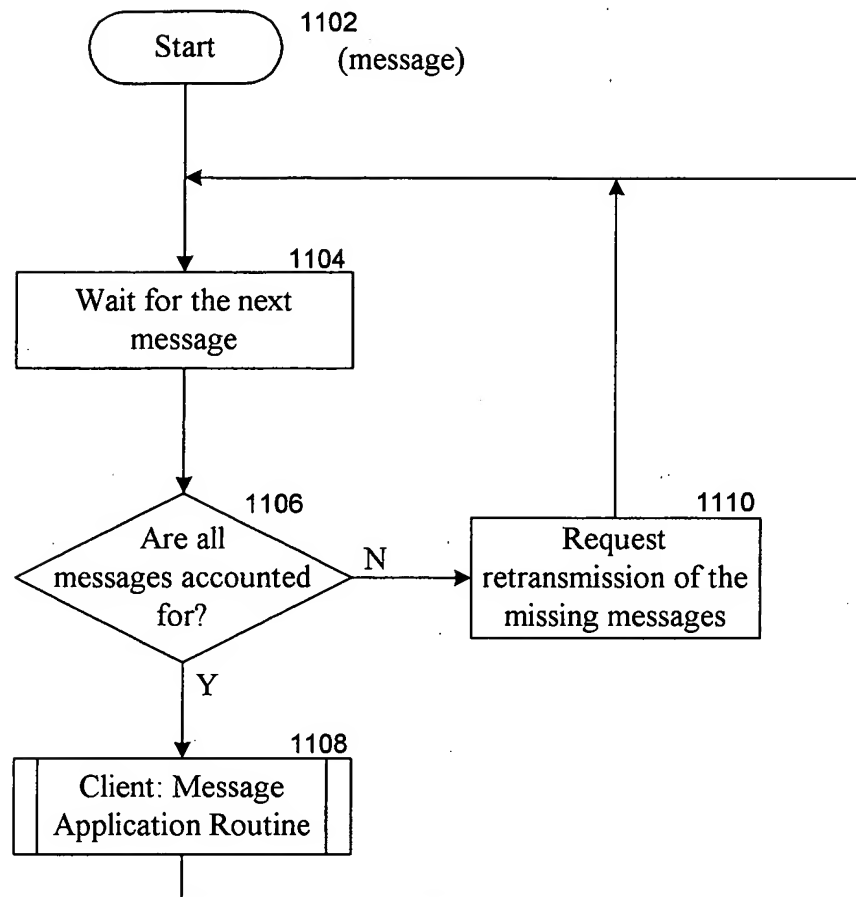 1102
Start
(message)
1104
Wait for the next
message
1106
Are all
messages accounted
for?
N
1110
Request
retransmission of the
missing messages
Y
1108
Client: Message
Application Routine